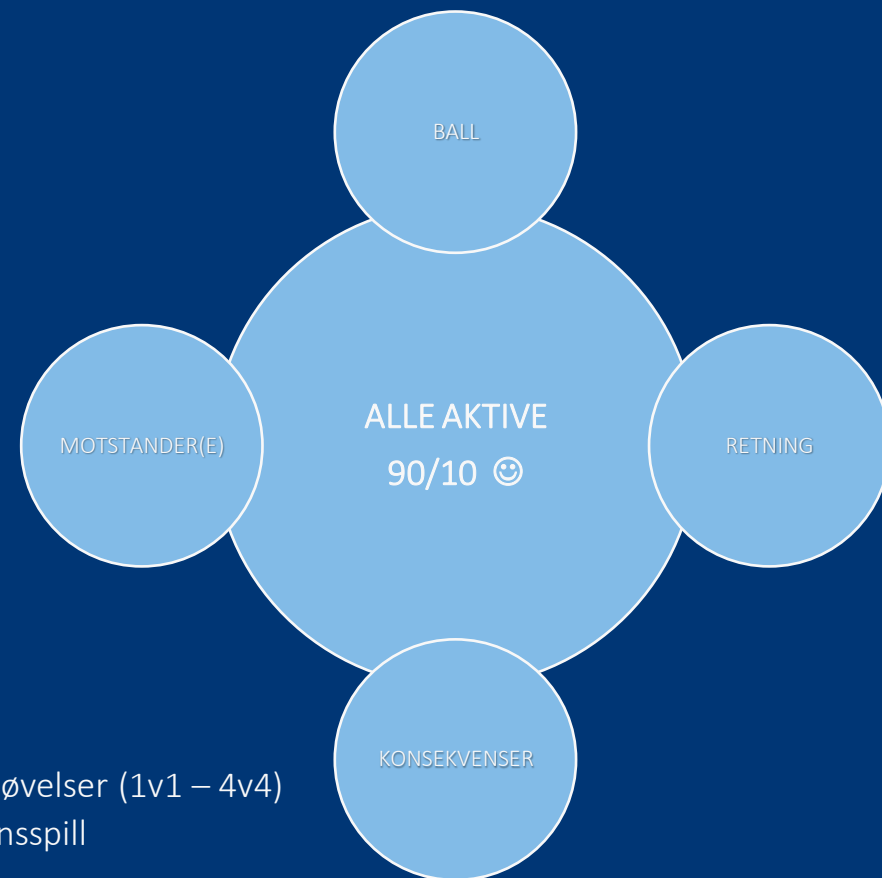 BALL
ALLE AKTIVE
90/10 ☺
MOTSTANDER(E)
RETNING
KONSEKVENSER
øvelser (1v1 – 4v4)
nsspill